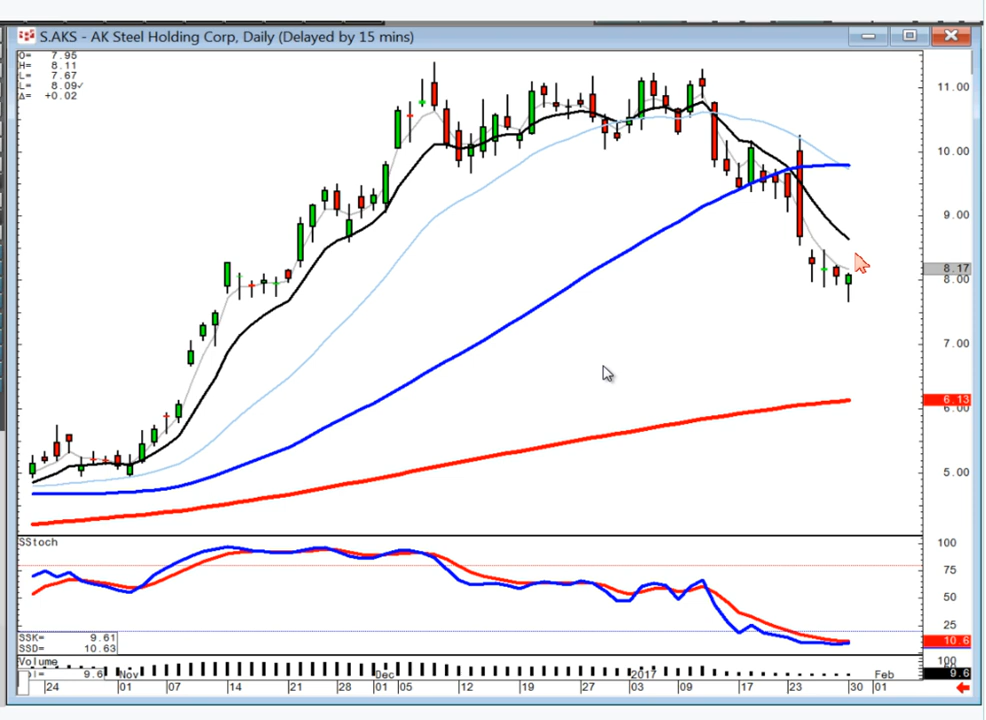 S.AKS - AK Steel Holding Corp, Daily (Delayed by 15 mins)
O= 7.95
H= 8.11
L= 7.67
L= 8.09✓
Δ= +0.02
11.00
10.00
9.00
8.17
8.00
7.00
6.13
6.00
5.00
SStoch
100
75
50
25
10.6
SSK= 9.61
SSD= 10.63
Volume
100
9.6
9.6
Nov
Dec
2017
Feb
24 01 07 14 21 28 01 05 12 19 27 03 09 17 23 30 01